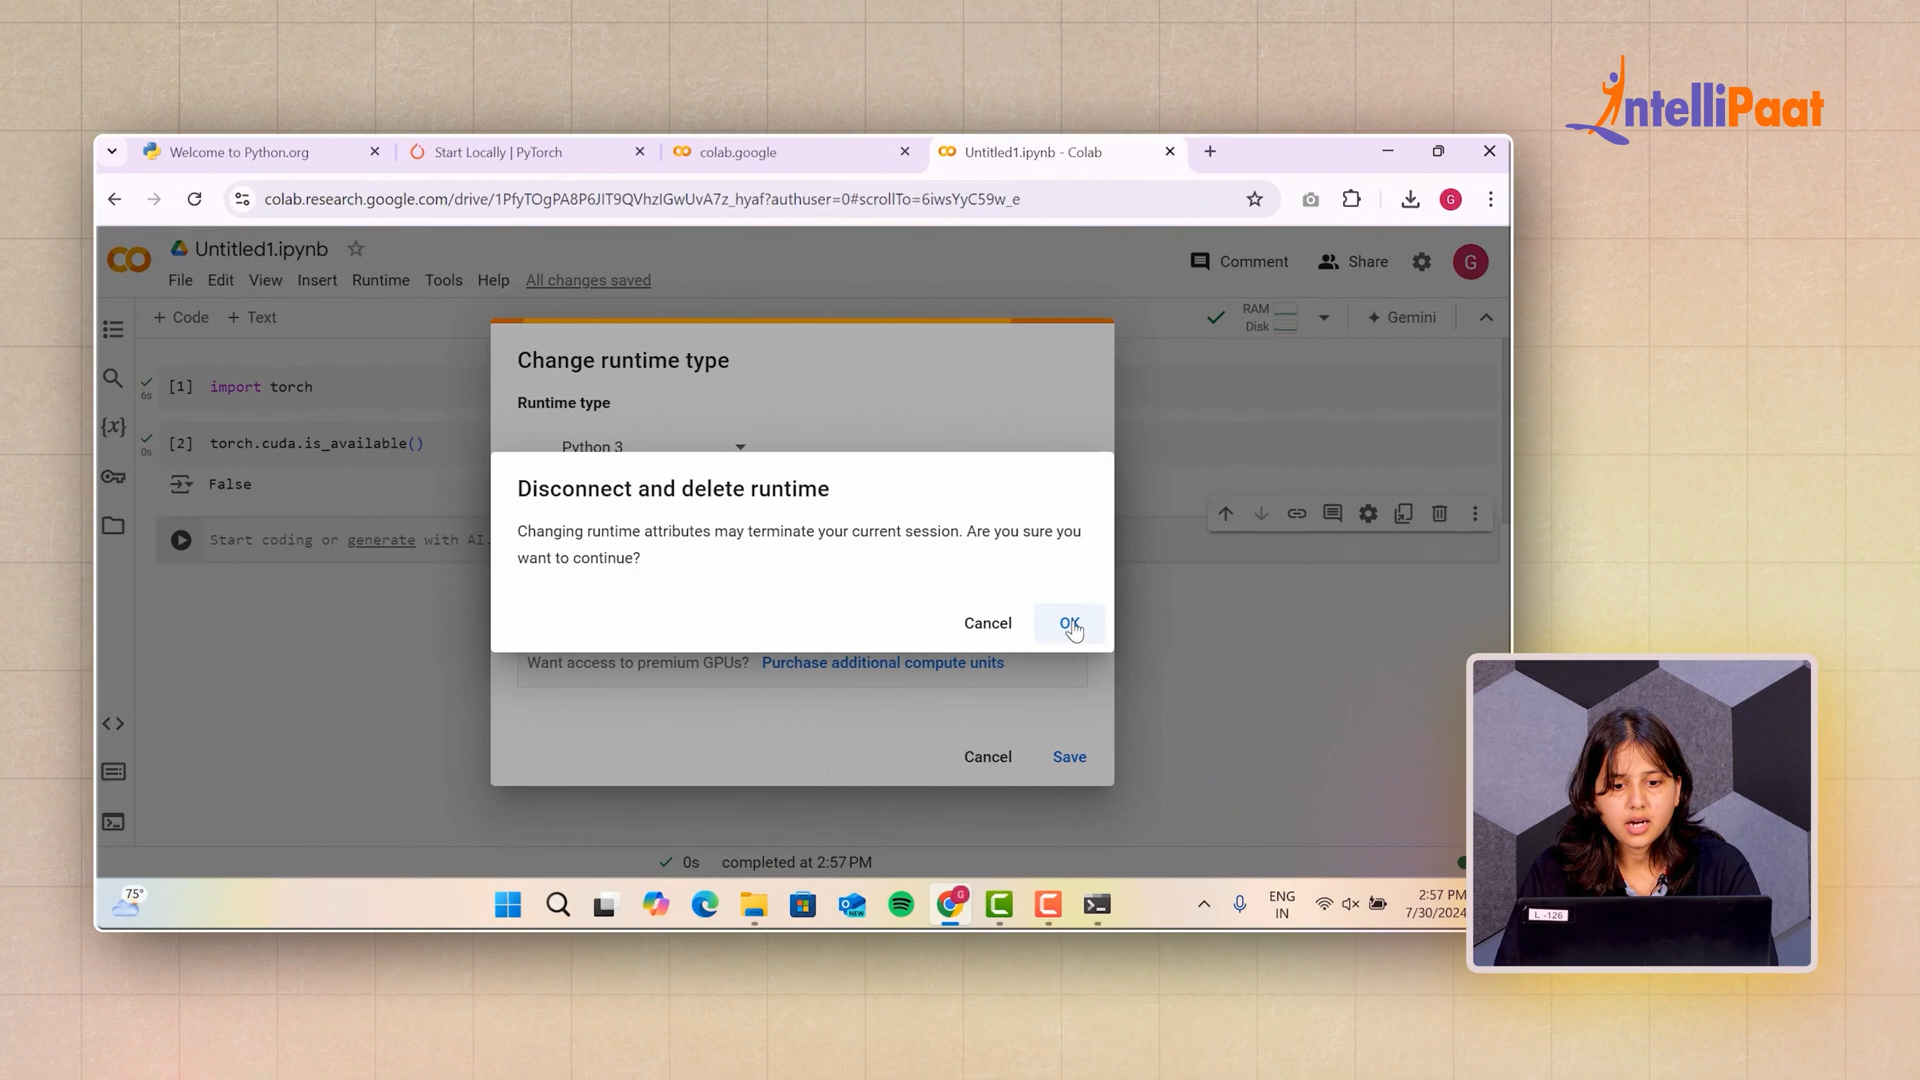 IntelliPaat
Welcome to Python.org
Start Locally | PyTorch
colab.google
Untitled1.ipynb - Colab
colab.research.google.com/drive/1PfyTOgPA8P6JIT9QVhzIGwUvA7z_hyaf?authuser=0#scrollTo=6iwsYyC59w_e
G
Untitled1.ipynb
File Edit View Insert Runtime Tools Help All changes saved
Comment Share G
+ Code + Text
RAM
Disk
Gemini
Change runtime type
Runtime type
Python 3
[1] import torch
6s
[2] torch.cuda.is_available()
0s
False
Start coding or generate with AI.
Disconnect and delete runtime
Changing runtime attributes may terminate your current session. Are you sure you
want to continue?
Cancel OK
Want access to premium GPUs? Purchase additional compute units
Cancel Save
0s completed at 2:57 PM
75°
NEW
G
ENG
IN
2:57 PM
7/30/2024
L -126